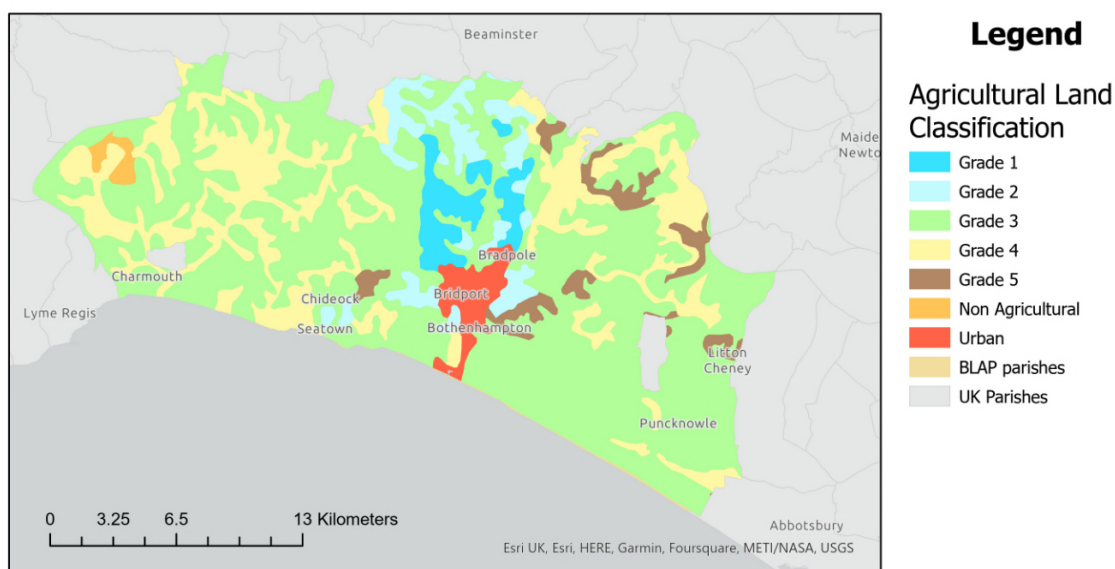 Beaminster
Maide
Newto
Bradpole
Charmouth
Chideock
Bridport
Lyme Regis
Seatown
Bothenhampton
Litton
Cheney
Puncknowle
Abbotsbury
0 3.25 6.5 13 Kilometers
Esri UK, Esri, HERE, Garmin, Foursquare, METI/NASA, USGS
Legend
Agricultural Land
Classification
Grade 1
Grade 2
Grade 3
Grade 4
Grade 5
Non Agricultural
Urban
BLAP parishes
UK Parishes